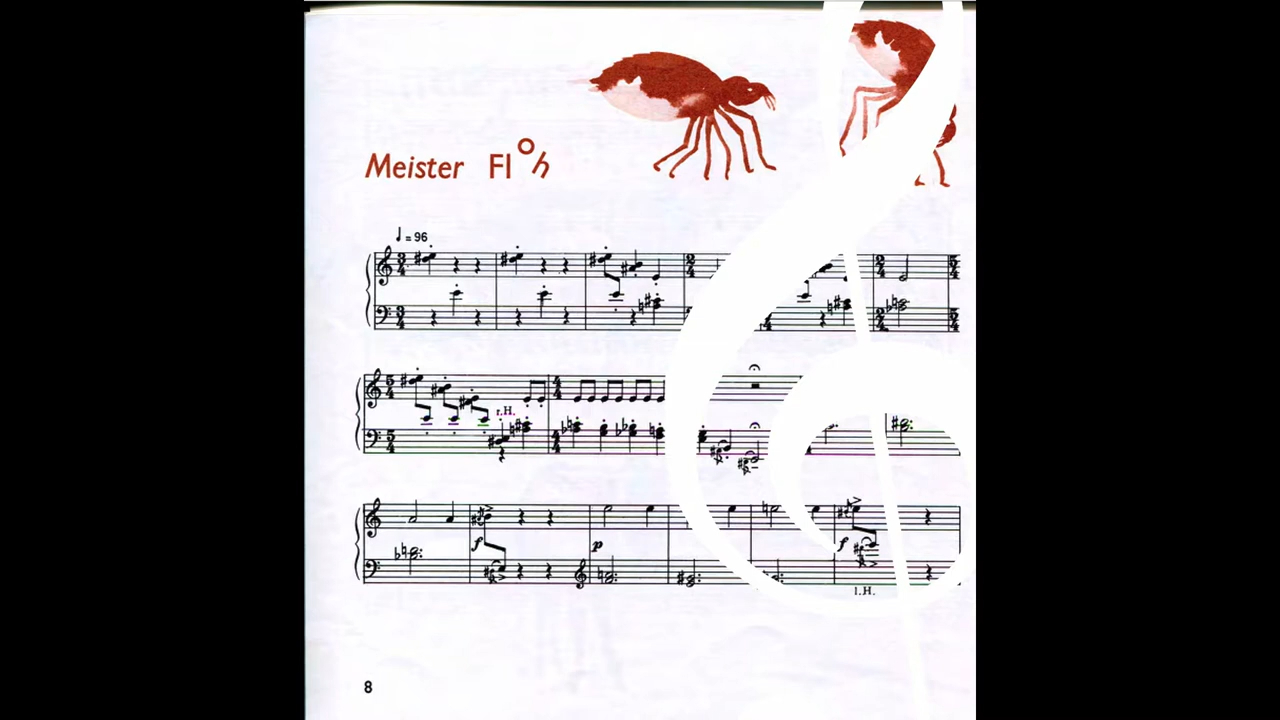 Meister Floh
♩ = 96
r.H.
f
p
f
l.H.
8